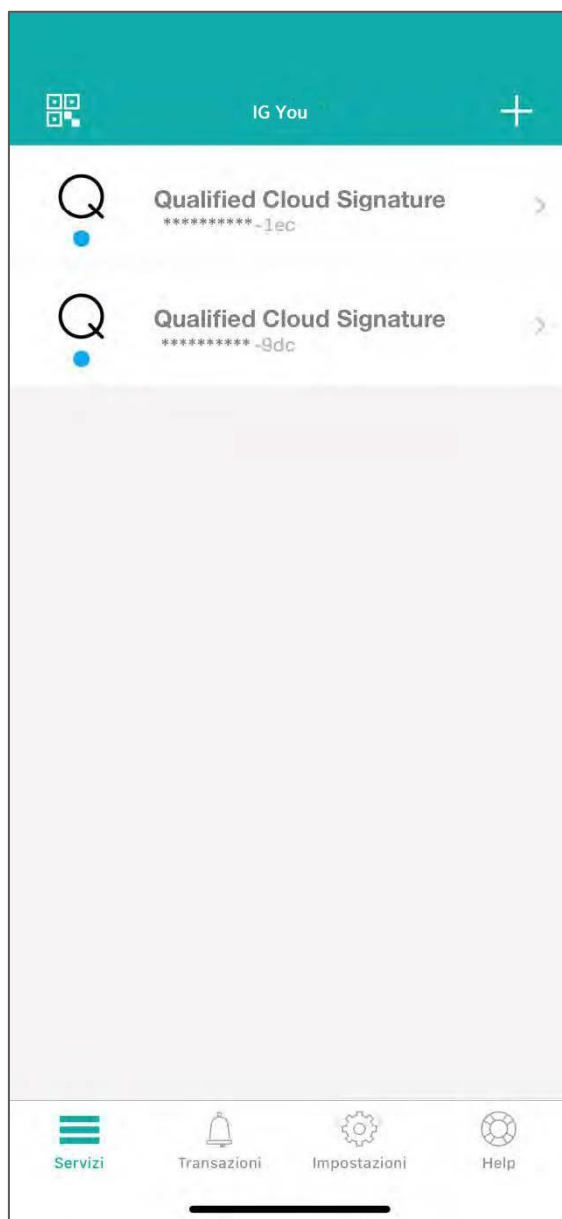 IG You
Qualified Cloud Signature
**********-1ec
Qualified Cloud Signature
**********-9dc
Servizi Transazioni Impostazioni Help